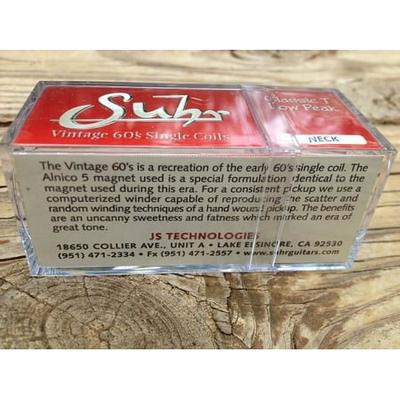 Suhr
Vintage 60's Single Coils
Classic T
Low Peak
NECK
The Vintage 60's is a recreation of the early 60's single coil. The
Alnico 5 magnet used is a special formulation identical to the
magnet used during this era. For a consistent pickup we use a
computerized winder capable of reproducing the scatter and
random winding techniques of a hand wound pickup. The benefits
are an uncanny sweetness and fatness which marked an era of
great tone.
JS TECHNOLOGIES
18650 COLLIER AVE., UNIT A • LAKE ELSINORE, CA 92530
(951) 471-2334 • Fx (951) 471-2557 • www.suhrguitars.com